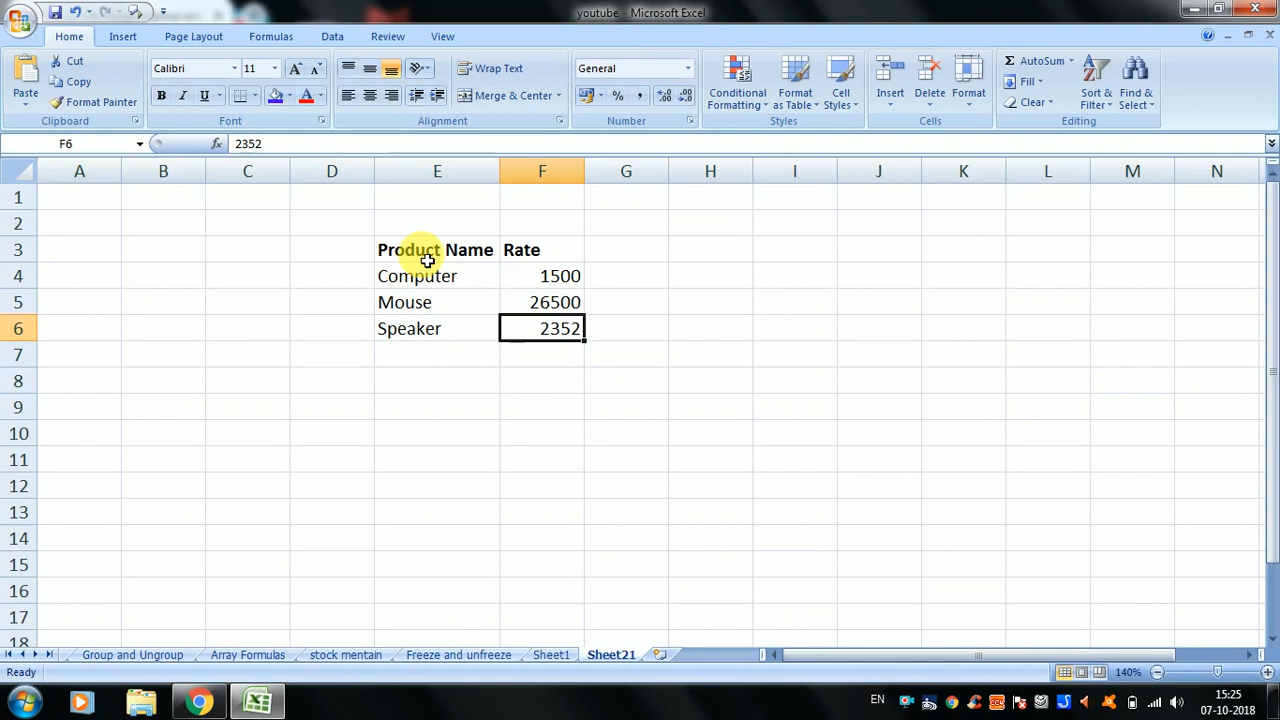 youtube - Microsoft Excel
Home Insert Page Layout Formulas Data Review View
Paste Cut Copy Format Painter Clipboard
Calibri 11 A A B I U A Font
Wrap Text Merge & Center Alignment
General % , Number
Conditional Formatting Format as Table Cell Styles Styles
Insert Delete Format Cells
AutoSum Fill Clear Sort & Filter Find & Select Editing
F6 fx 2352
A B C D E F G H I J K L M N
1
2
3 Product Name Rate
4 Computer 1500
5 Mouse 26500
6 Speaker 2352
7
8
9
10
11
12
13
14
15
16
17
18
Group and Ungroup Array Formulas stock mentain Freeze and unfreeze Sheet1 Sheet21
Ready 140%
EN 15:25
07-10-2018